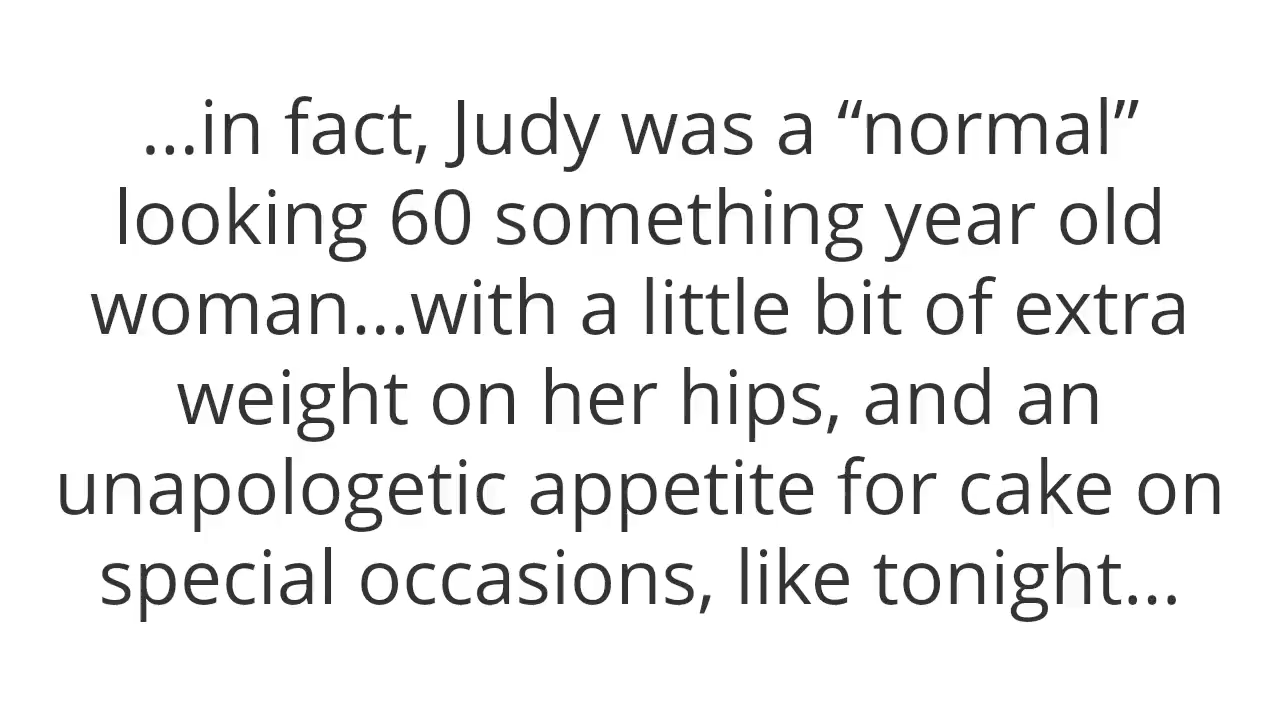 ...in fact, Judy was a “normal”
looking 60 something year old
woman...with a little bit of extra
weight on her hips, and an
unapologetic appetite for cake on
special occasions, like tonight...